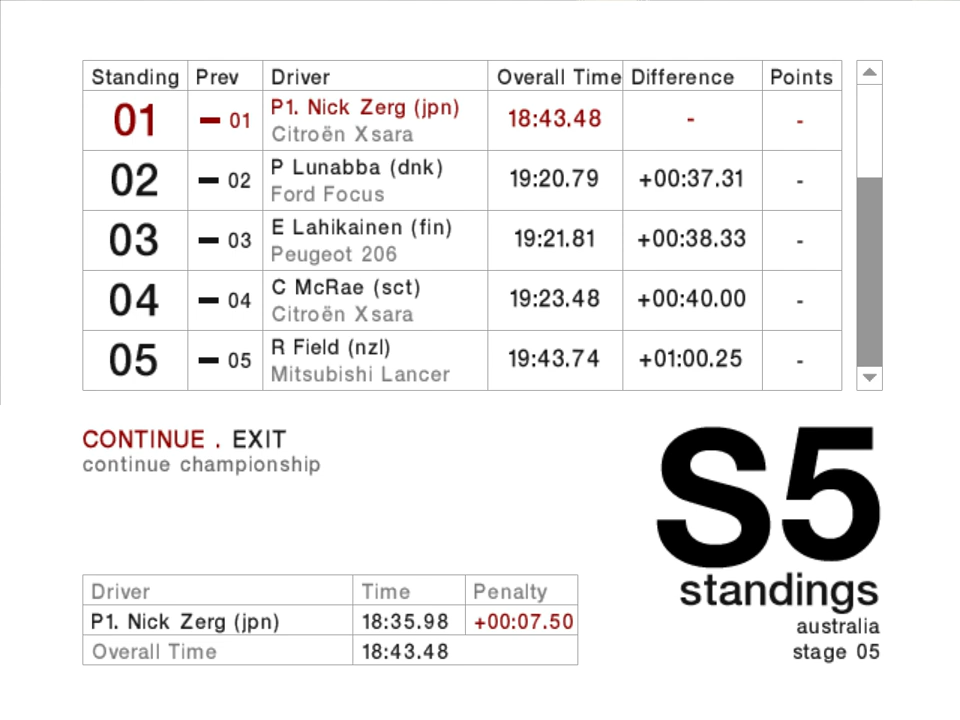 Standing Prev Driver Overall Time Difference Points
01 – 01 P1. Nick Zerg (jpn) 18:43.48 - -
Citroën Xsara
02 – 02 P Lunabba (dnk) 19:20.79 +00:37.31 -
Ford Focus
03 – 03 E Lahikainen (fin) 19:21.81 +00:38.33 -
Peugeot 206
04 – 04 C McRae (sct) 19:23.48 +00:40.00 -
Citroën Xsara
05 – 05 R Field (nzl) 19:43.74 +01:00.25 -
Mitsubishi Lancer
CONTINUE . EXIT
continue championship
S5
standings
australia
stage 05
Driver Time Penalty
P1. Nick Zerg (jpn) 18:35.98 +00:07.50
Overall Time 18:43.48